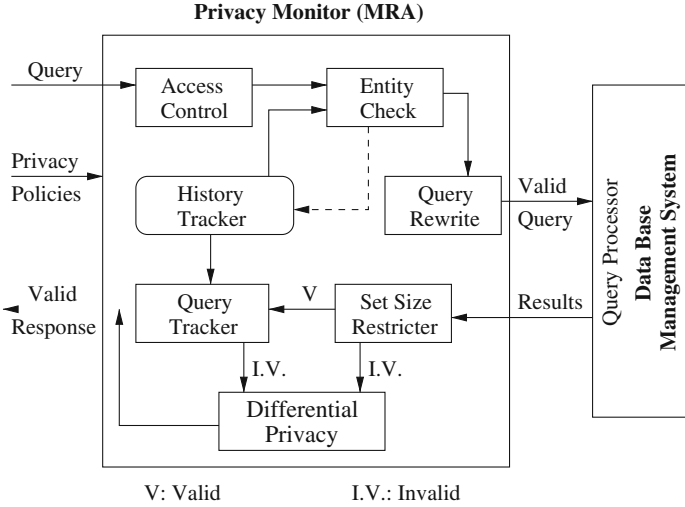 Privacy Monitor (MRA)
Query
Access
Control
Entity
Check
Privacy
Policies
History
Tracker
Query
Rewrite
Valid
Query
Query Processor
Data Base
Management System
Valid
Response
Query
Tracker
V
Set Size
Restricter
Results
I.V.
I.V.
Differential
Privacy
V: Valid
I.V.: Invalid